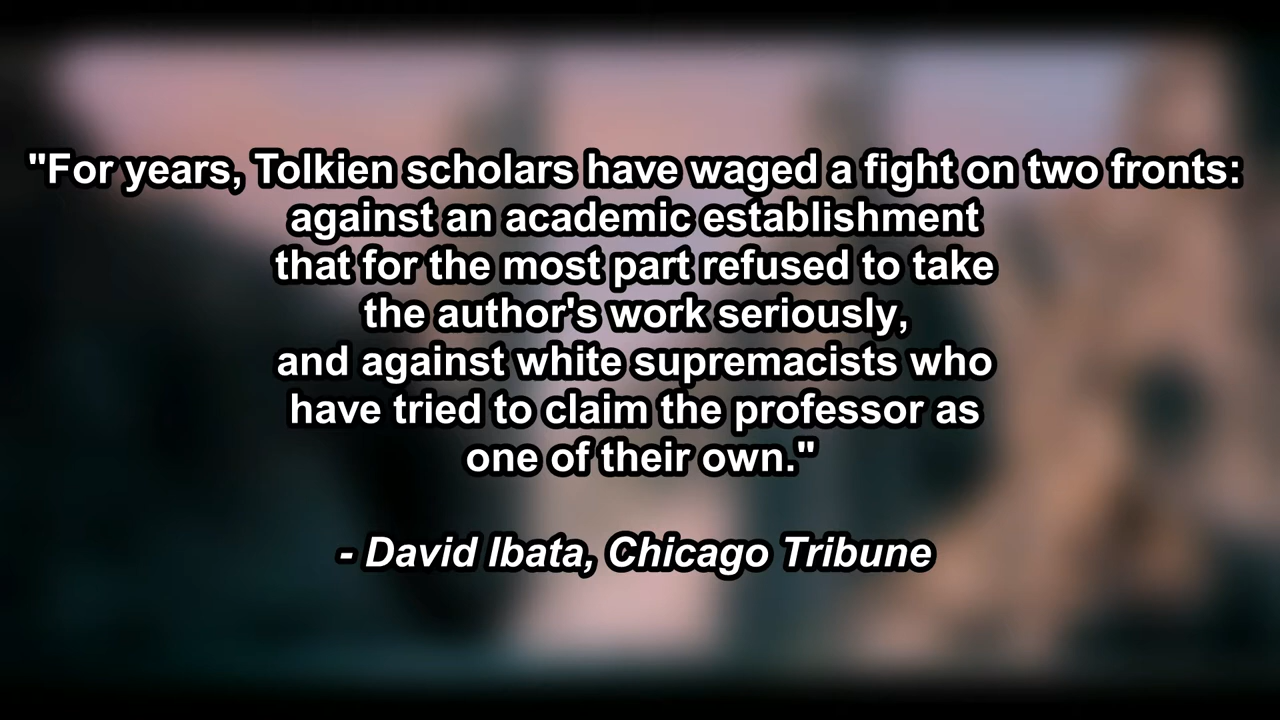 "For years, Tolkien scholars have waged a fight on two fronts:
against an academic establishment
that for the most part refused to take
the author's work seriously,
and against white supremacists who
have tried to claim the professor as
one of their own."
- David Ibata, Chicago Tribune